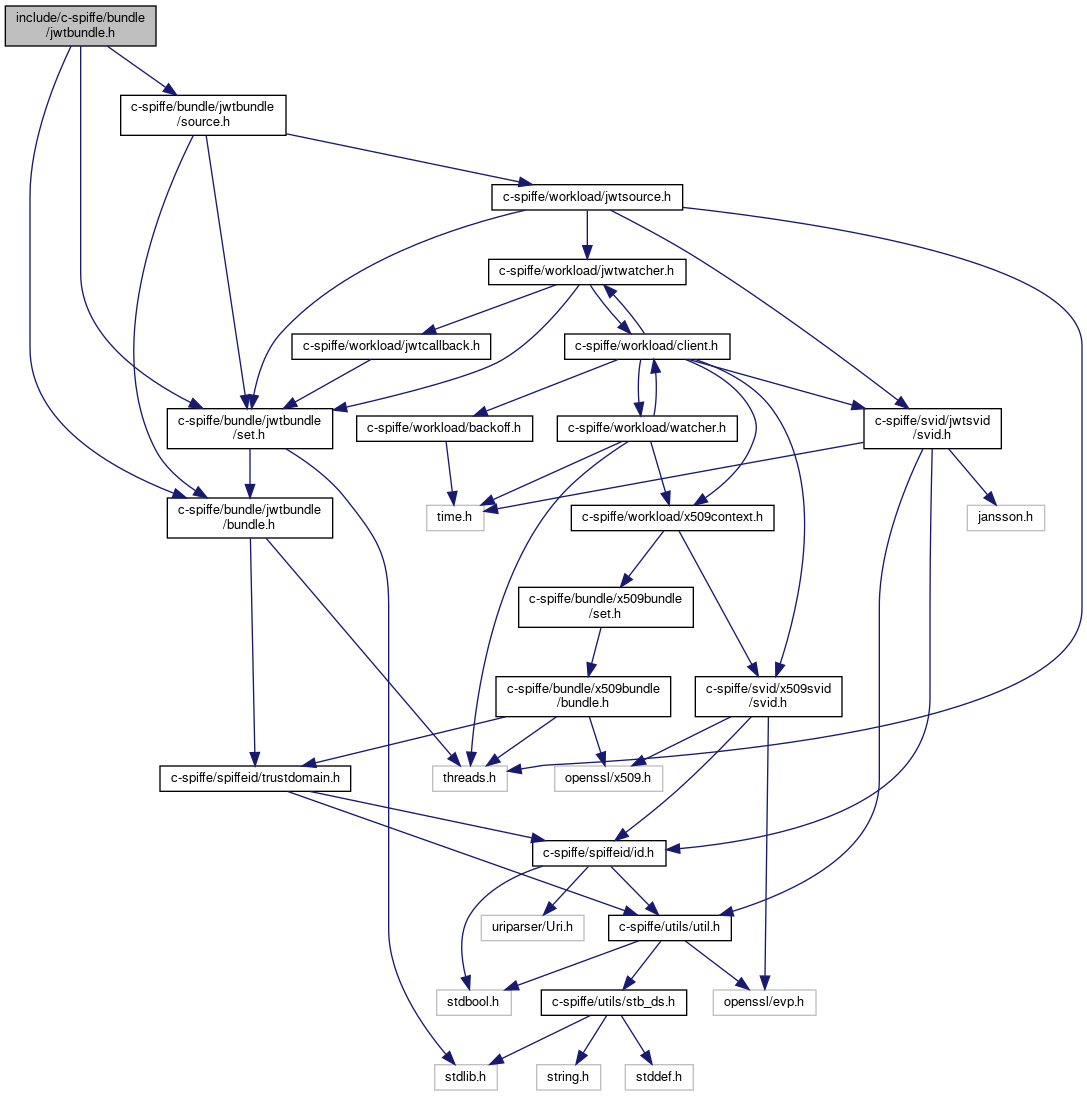 include/c-spiffe/bundle
/jwtbundle.h
c-spiffe/bundle/jwtbundle
/source.h
c-spiffe/workload/jwtsource.h
c-spiffe/workload/jwtwatcher.h
c-spiffe/workload/jwtcallback.h
c-spiffe/workload/client.h
c-spiffe/bundle/jwtbundle
/set.h
c-spiffe/workload/backoff.h
c-spiffe/workload/watcher.h
c-spiffe/svid/jwtsvid
/svid.h
c-spiffe/bundle/jwtbundle
/bundle.h
time.h
c-spiffe/workload/x509context.h
jansson.h
c-spiffe/bundle/x509bundle
/set.h
c-spiffe/bundle/x509bundle
/bundle.h
c-spiffe/svid/x509svid
/svid.h
c-spiffe/spiffeid/trustdomain.h
threads.h
openssl/x509.h
c-spiffe/spiffeid/id.h
uriparser/Uri.h
c-spiffe/utils/util.h
stdbool.h
c-spiffe/utils/stb_ds.h
openssl/evp.h
stdlib.h
string.h
stddef.h